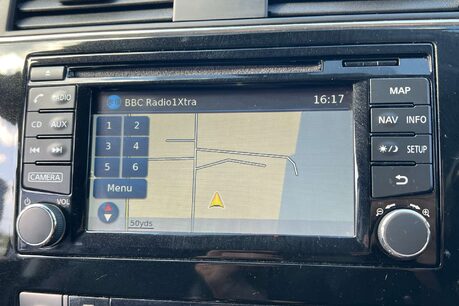 BBC Radio1Xtra 16:17
1 2
3 4
5 6
Menu
50yds
RADIO
CD AUX
CAMERA
VOL
MAP
NAV INFO
SETUP